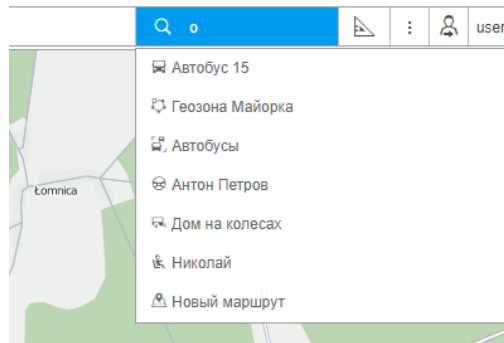 о
user
Автобус 15
Геозона Майорка
Автобусы
Антон Петров
Łomnica
Дом на колесах
Николай
Новый маршрут